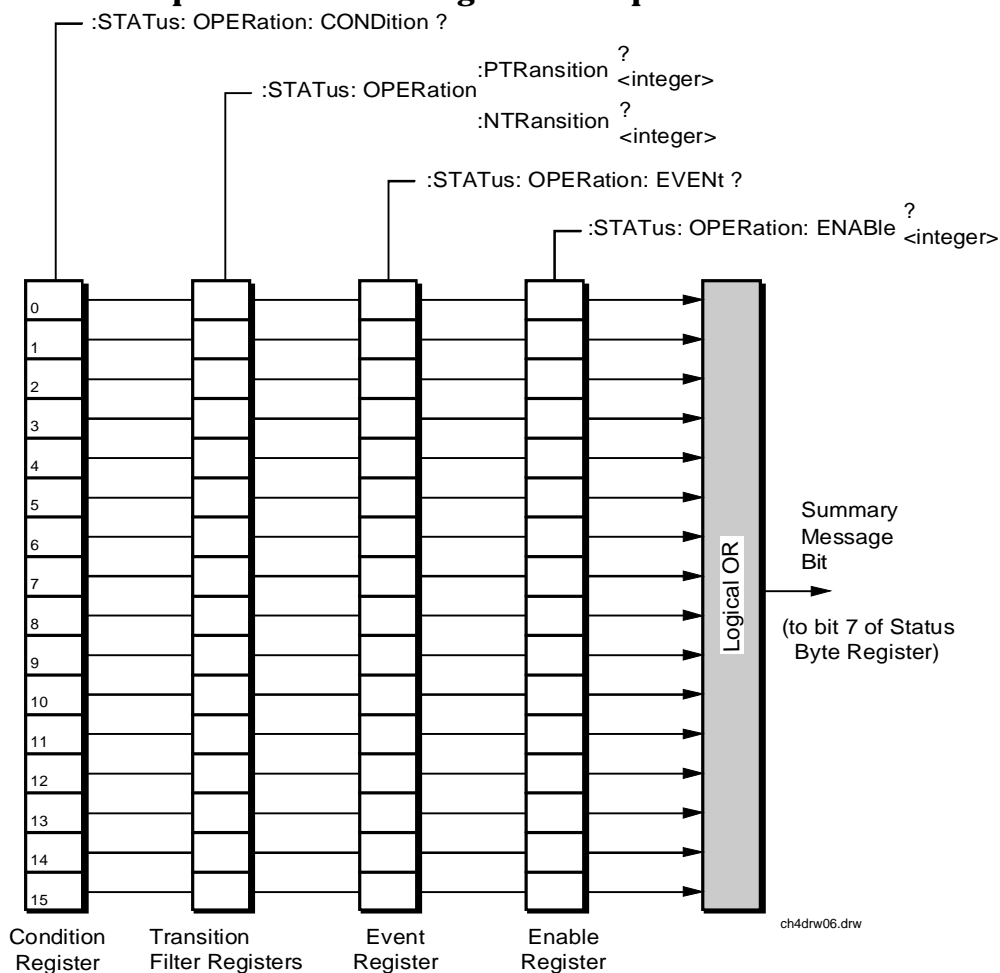 :STATus: OPERation: CONDition ?
:STATus: OPERation
:PTRansition ?
<integer>
:NTRansition ?
<integer>
:STATus: OPERation: EVENt ?
:STATus: OPERation: ENABle ?
<integer>
0
1
2
3
4
5
6
7
8
9
10
11
12
13
14
15
Logical OR
Summary
Message
Bit
(to bit 7 of Status
Byte Register)
ch4drw06.drw
Condition
Register
Transition
Filter Registers
Event
Register
Enable
Register